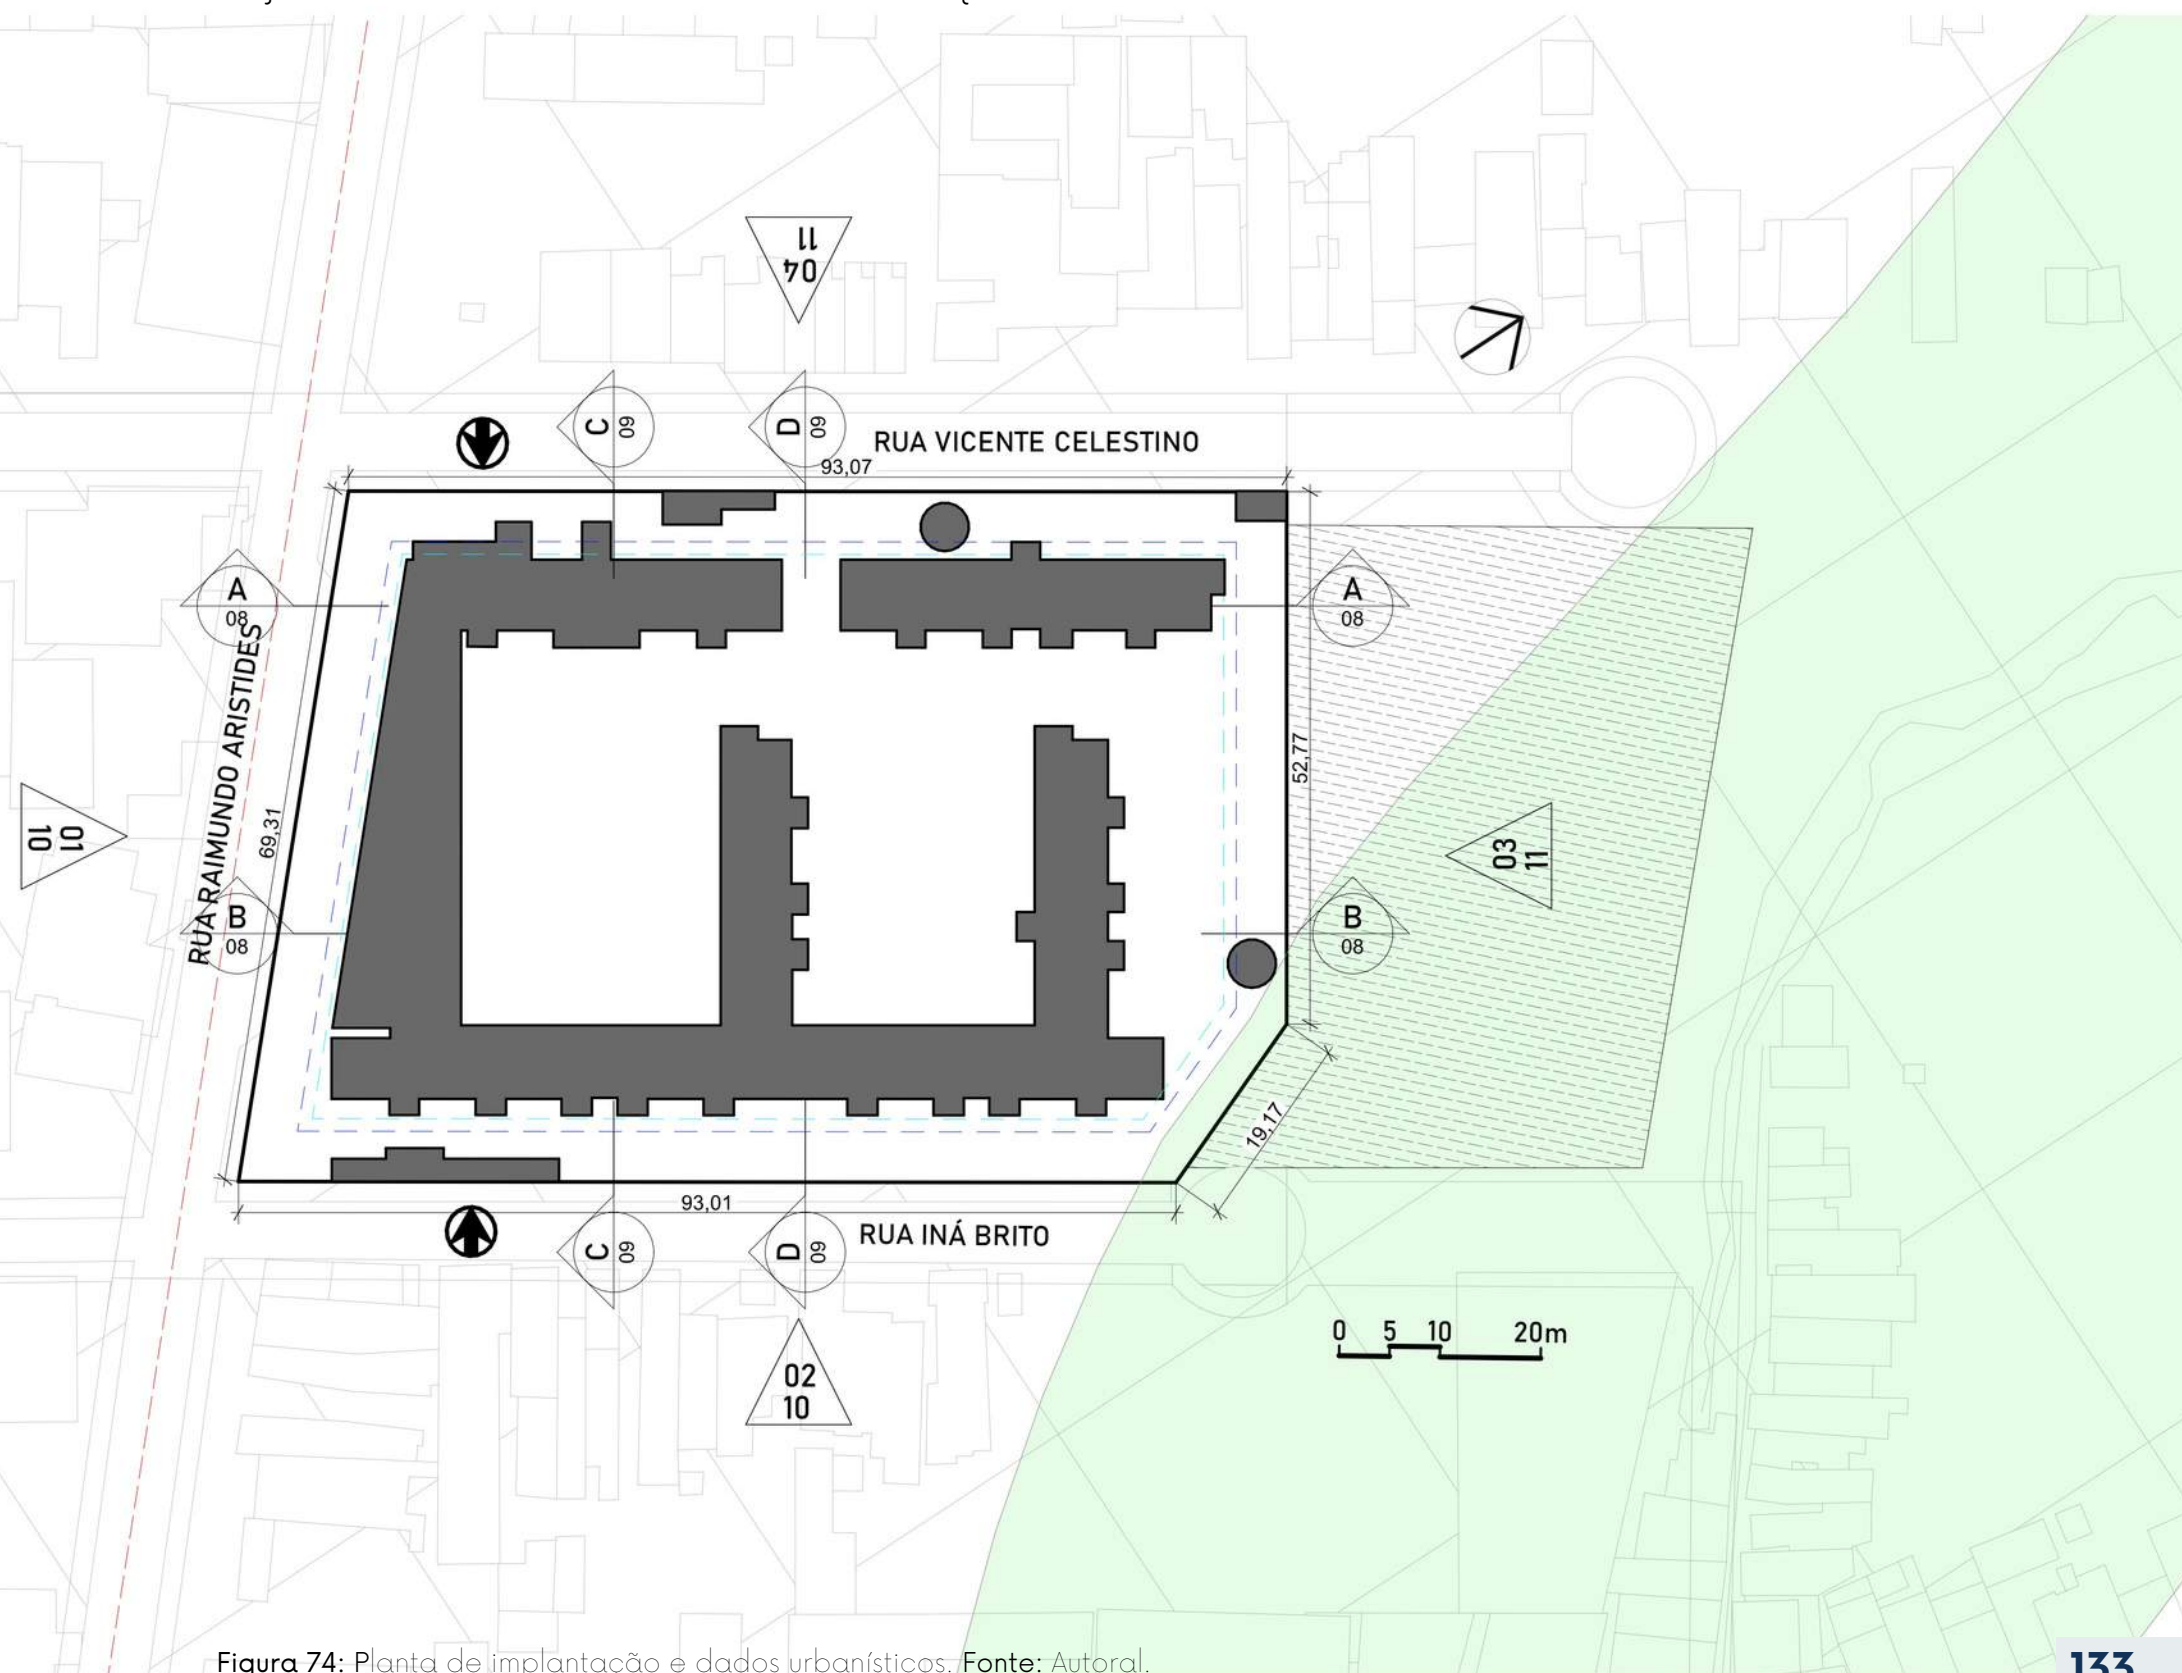 11
04
C
09
D
09
RUA VICENTE CELESTINO
93,07
A
08
A
08
RUA RAIMUNDO ARISTIDES
69,31
52,77
01
10
03
11
B
08
B
08
19,17
93,01
RUA INÁ BRITO
C
09
D
09
02
10
0 5 10 20m
Figura 74: Planta de implantação e dados urbanísticos. Fonte: Autoral.
133